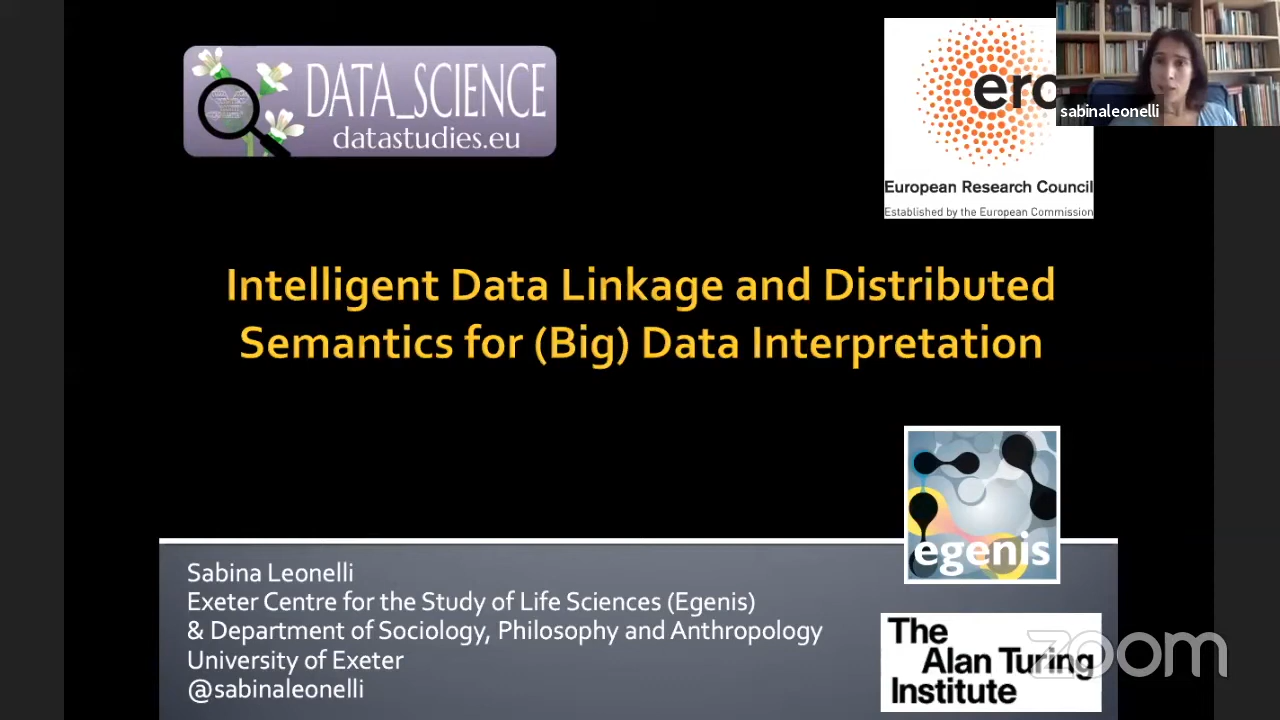 DATA_SCIENCE
datastudies.eu
erc
European Research Council
Established by the European Commission
sabinaleonelli
Intelligent Data Linkage and Distributed
Semantics for (Big) Data Interpretation
egenis
Sabina Leonelli
Exeter Centre for the Study of Life Sciences (Egenis)
& Department of Sociology, Philosophy and Anthropology
University of Exeter
@sabinaleonelli
The
Alan Turing
Institute
zoom